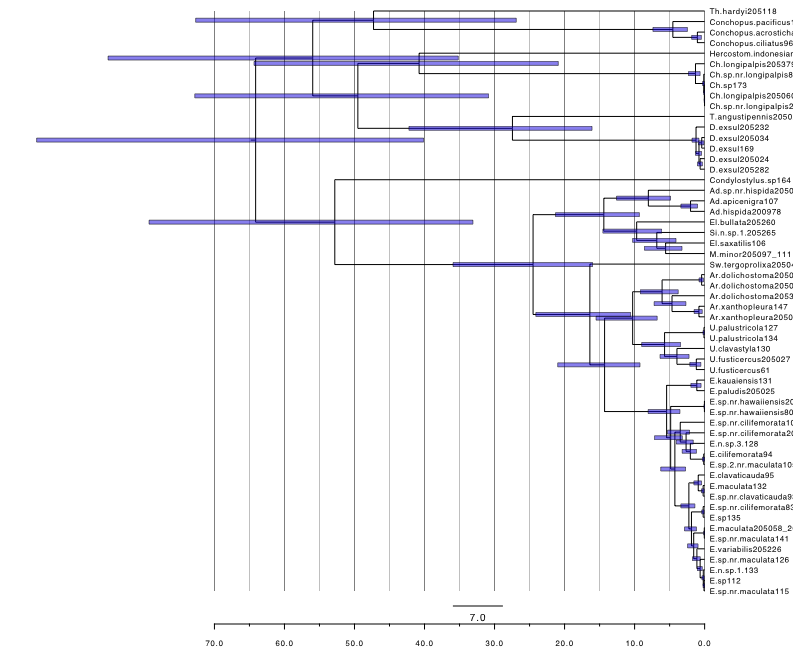 Th.hardyi205118
Conchopus.pacificus1
Conchopus.acrosticha
Conchopus.ciliatus96
Hercostom.indonesian
Ch.longipalpis205379
Ch.sp.nr.longipalps8
Ch.sp173
Ch.longipalpis205060
Ch.sp.nr.longipalpis2
T.angustipennis2050
D.exsul205232
D.exsul205034
D.exsul169
D.exsul205024
D.exsul205282
Condylostylus.sp164
Ad.sp.nr.hispida2050
Ad.apicenigra107
Ad.hispida200978
El.bullata205260
Si.n.sp.1.205265
El.saxatilis106
M.minor205097_111
Sw.tergoprolixa20504
Ar.dolichostoma2050
Ar.dolichostoma2050
Ar.dolichostoma2053
Ar.xanthopleura147
Ar.xanthopleura2050
U.palustricola127
U.palustricola134
U.clavastyla130
U.fusticercus205027
U.fusticercus61
E.kauaiensis131
E.paludis205025
E.sp.nr.hawaiiensis20
E.sp.nr.hawaiiensis80
E.sp.nr.cilifemorata10
E.sp.nr.cilifemorata20
E.n.sp.3.128
E.cilifemorata94
E.sp.2.nr.maculata10
E.clavaticauda95
E.maculata132
E.sp.nr.clavaticauda9
E.sp.nr.cilifemorata83
E.sp135
E.maculata205058_2
E.sp.nr.maculata141
E.variabilis205226
E.sp.nr.maculata126
E.n.sp.1.133
E.sp112
E.sp.nr.maculata115
7.0
70.0 60.0 50.0 40.0 30.0 20.0 10.0 0.0